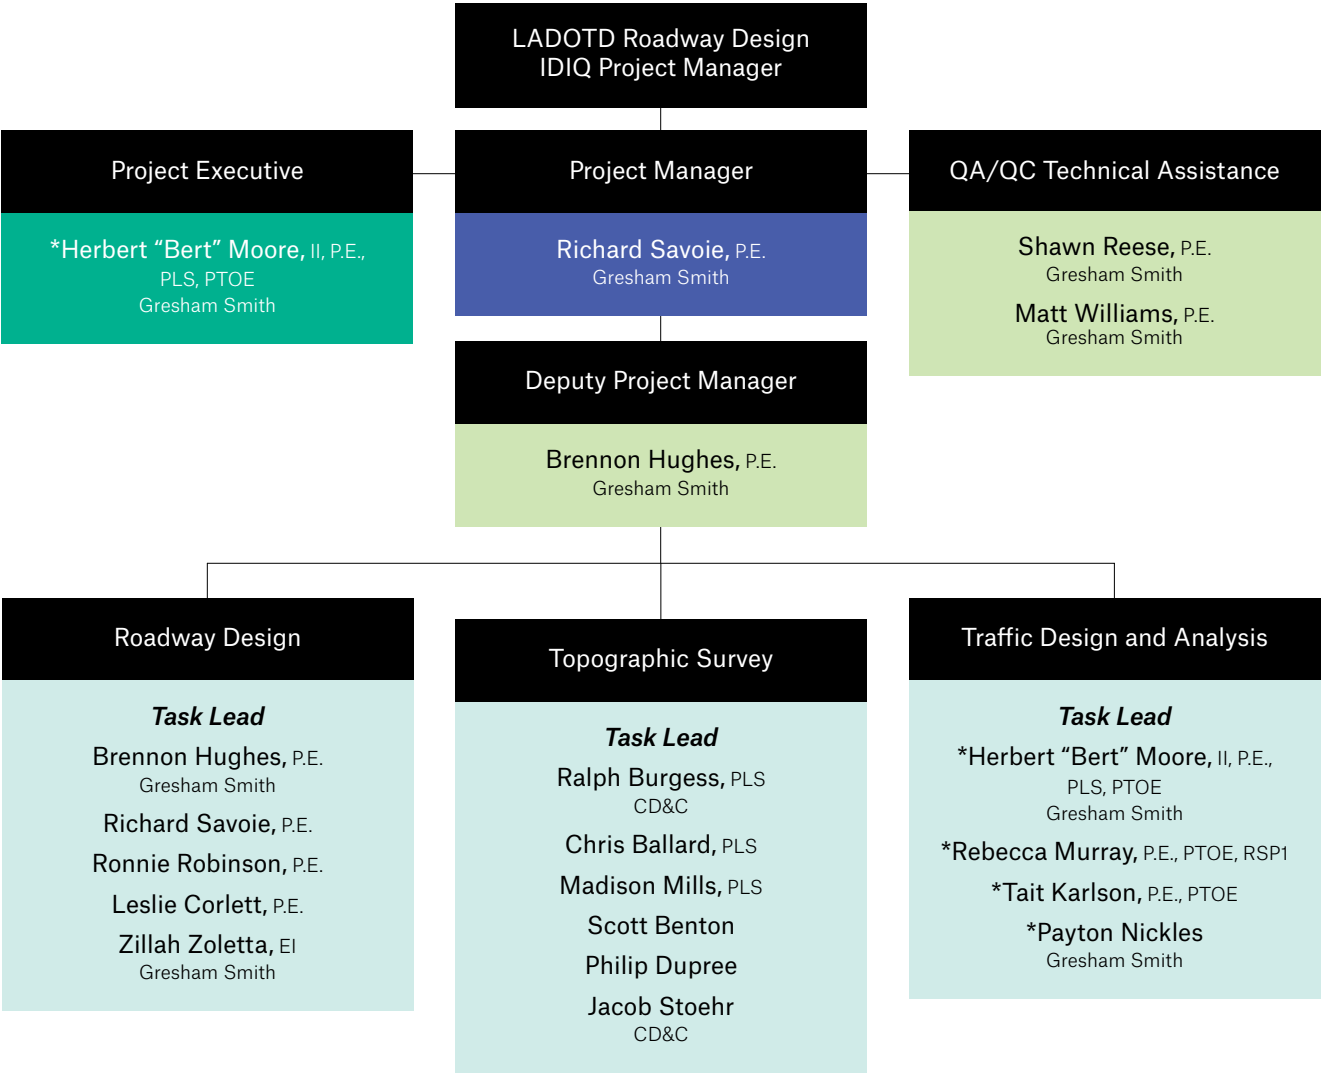 LADOTD Roadway Design
IDIQ Project Manager
Project Executive
*Herbert “Bert” Moore, II, P.E.,
PLS, PTOE
Gresham Smith
Project Manager
Richard Savoie, P.E.
Gresham Smith
QA/QC Technical Assistance
Shawn Reese, P.E.
Gresham Smith
Matt Williams, P.E.
Gresham Smith
Deputy Project Manager
Brennon Hughes, P.E.
Gresham Smith
Roadway Design
Task Lead
Brennon Hughes, P.E.
Gresham Smith
Richard Savoie, P.E.
Ronnie Robinson, P.E.
Leslie Corlett, P.E.
Zillah Zoletta, EI
Gresham Smith
Topographic Survey
Task Lead
Ralph Burgess, PLS
CD&C
Chris Ballard, PLS
Madison Mills, PLS
Scott Benton
Philip Dupree
Jacob Stoehr
CD&C
Traffic Design and Analysis
Task Lead
*Herbert “Bert” Moore, II, P.E.,
PLS, PTOE
Gresham Smith
*Rebecca Murray, P.E., PTOE, RSP1
*Tait Karlson, P.E., PTOE
*Payton Nickles
Gresham Smith